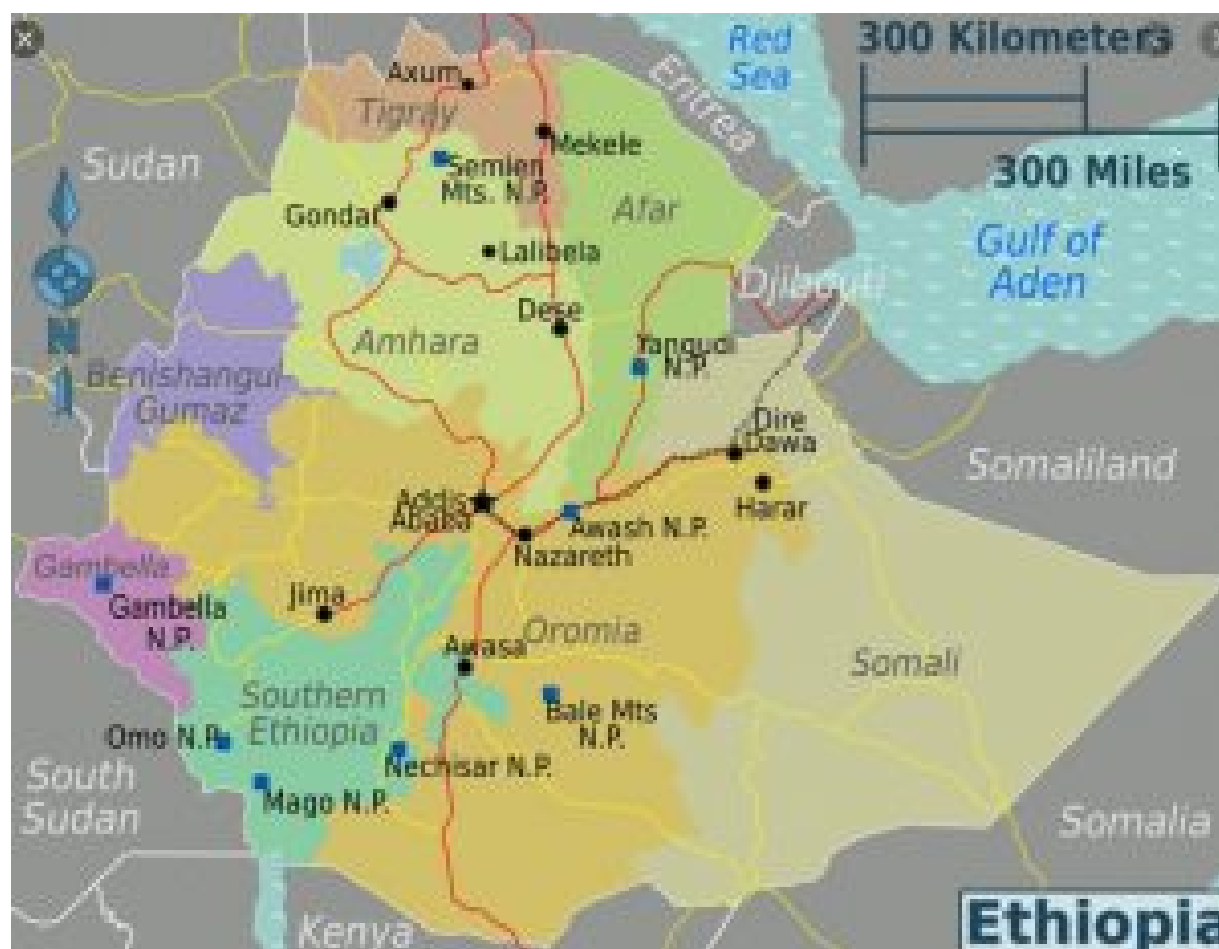 Red
Sea
300 Kilometers
Eritrea
Axum
Tigray
Mekele
Sudan
Semien
Mts. N.P.
300 Miles
Gondar
Afar
Lalibela
Gulf of
Aden
Djibouti
N
Dese
Amhara
Yangudi
N.P.
Benishangul
Gumaz
Dire
Dawa
Somaliland
Addis
Ababa
Harar
Awash N.P.
Nazareth
Gambella
Jima
Gambella
N.P.
Oromia
Awasa
Somali
Southern
Ethiopia
Bale Mts
N.P.
Omo N.P.
Nechisar N.P.
South
Sudan
Mago N.P.
Somalia
Kenya
Ethiopia